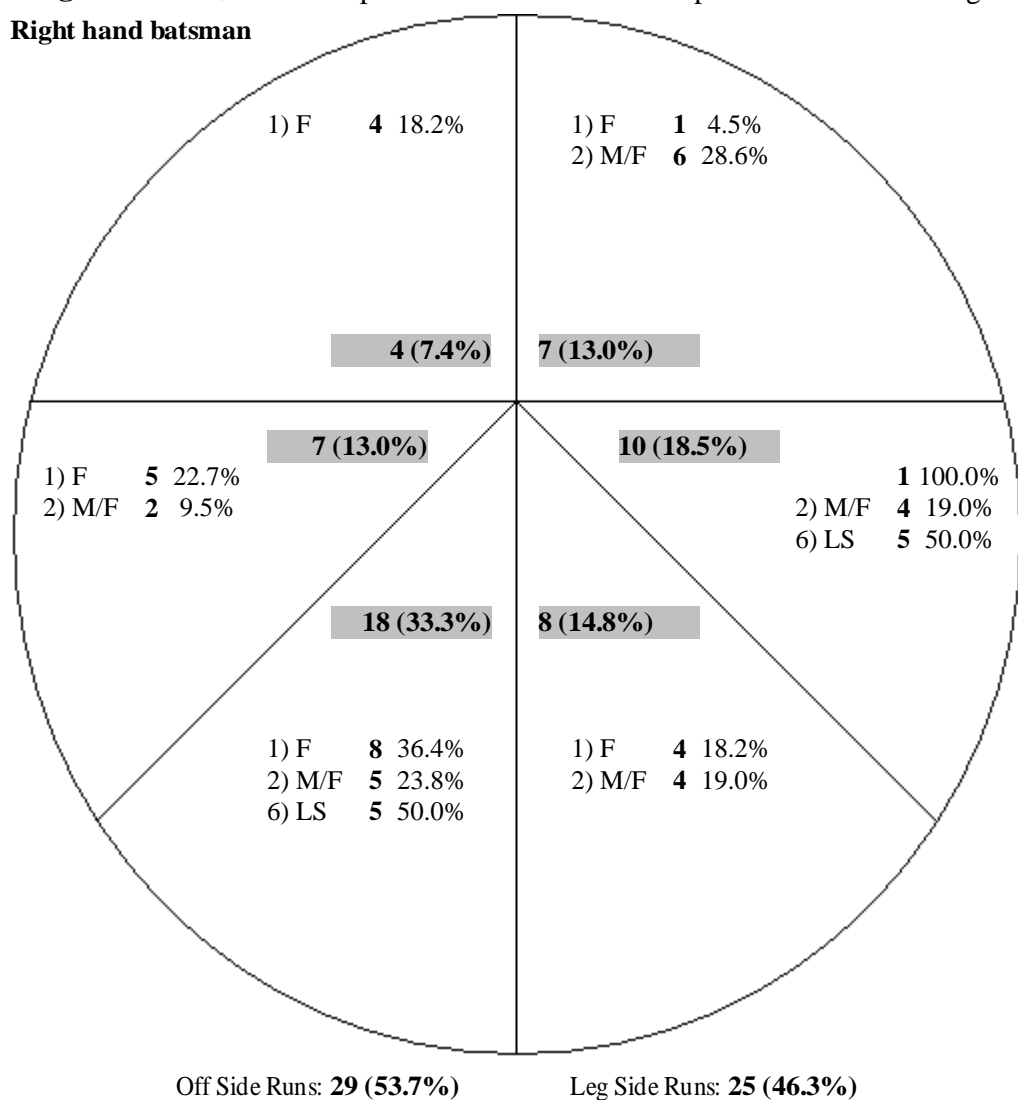 Right hand batsman
1) F 4 18.2%
1) F 1 4.5%
2) M/F 6 28.6%
4 (7.4%)
7 (13.0%)
7 (13.0%)
10 (18.5%)
1) F 5 22.7%
2) M/F 2 9.5%
1 100.0%
2) M/F 4 19.0%
6) LS 5 50.0%
18 (33.3%)
8 (14.8%)
1) F 8 36.4%
2) M/F 5 23.8%
6) LS 5 50.0%
1) F 4 18.2%
2) M/F 4 19.0%
Off Side Runs: 29 (53.7%)
Leg Side Runs: 25 (46.3%)